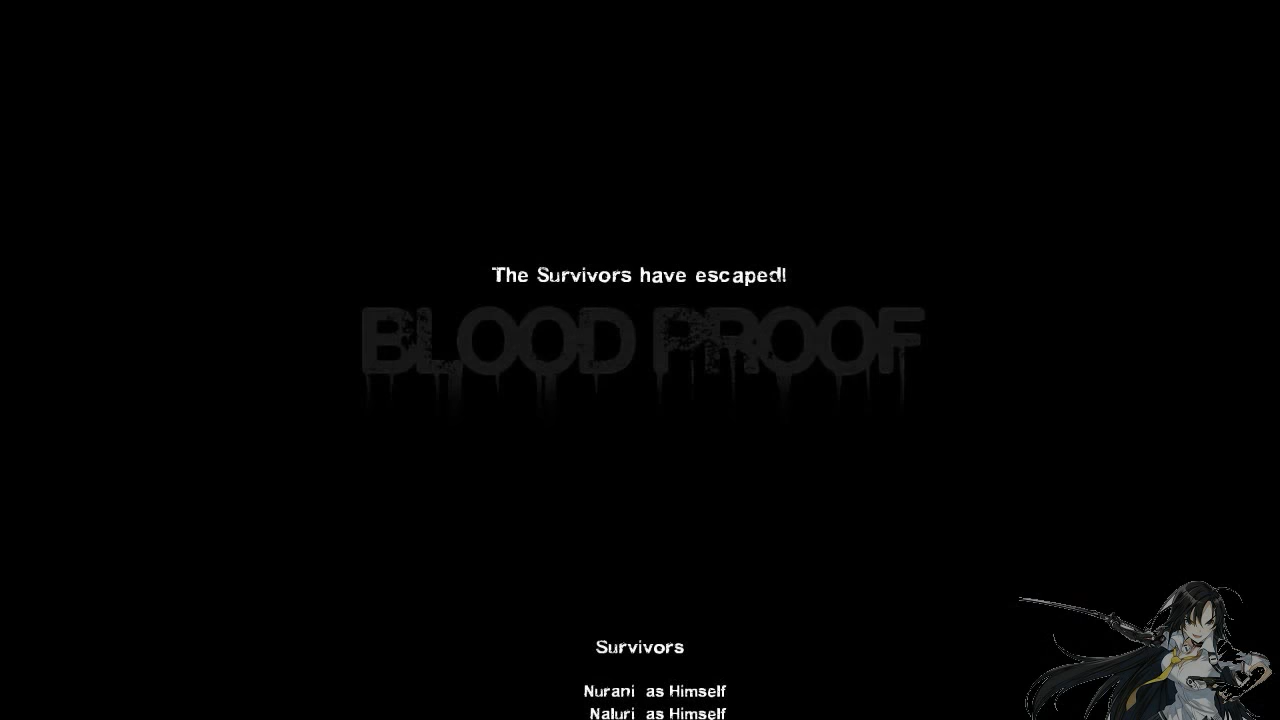 The Survivors have escaped!
BLOOD PROOF
Survivors
Nurani as Himself
Naluri as Himself